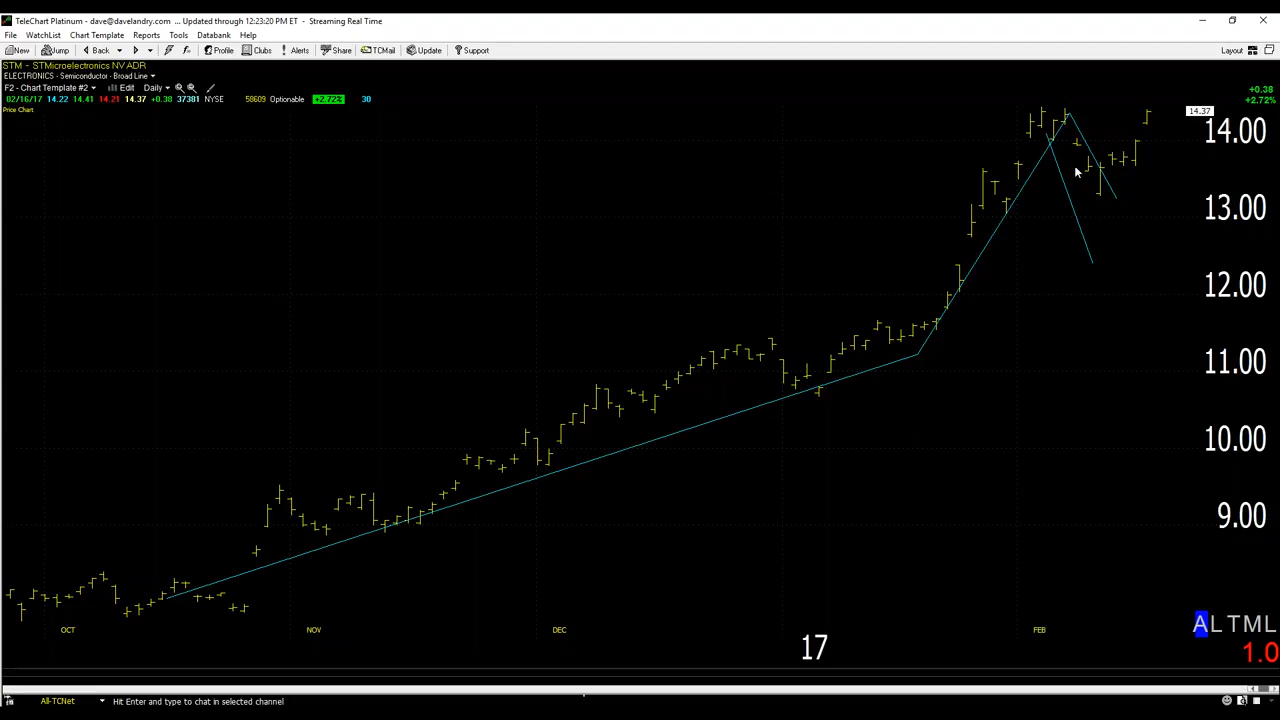 TeleChart Platinum - dave@davelandry.com ... Updated through 12:23:20 PM ET - Streaming Real Time
File WatchList Chart Template Reports Tools Databank Help
New Jump Back Profile Clubs Alerts Share TCMail Update Support Layout
STM - STMicroelectronics NV ADR
ELECTRONICS - Semiconductor - Broad Line
F2 - Chart Template #2 Edit Daily
02/16/17 14.22 14.41 14.21 14.37 +0.38 37381 NYSE 58609 Optionable +2.72% 30
+0.38
+2.72%
Price Chart
14.37
14.00
13.00
12.00
11.00
10.00
9.00
OCT NOV DEC FEB
17
ALTML
1.0
All-TCNet Hit Enter and type to chat in selected channel